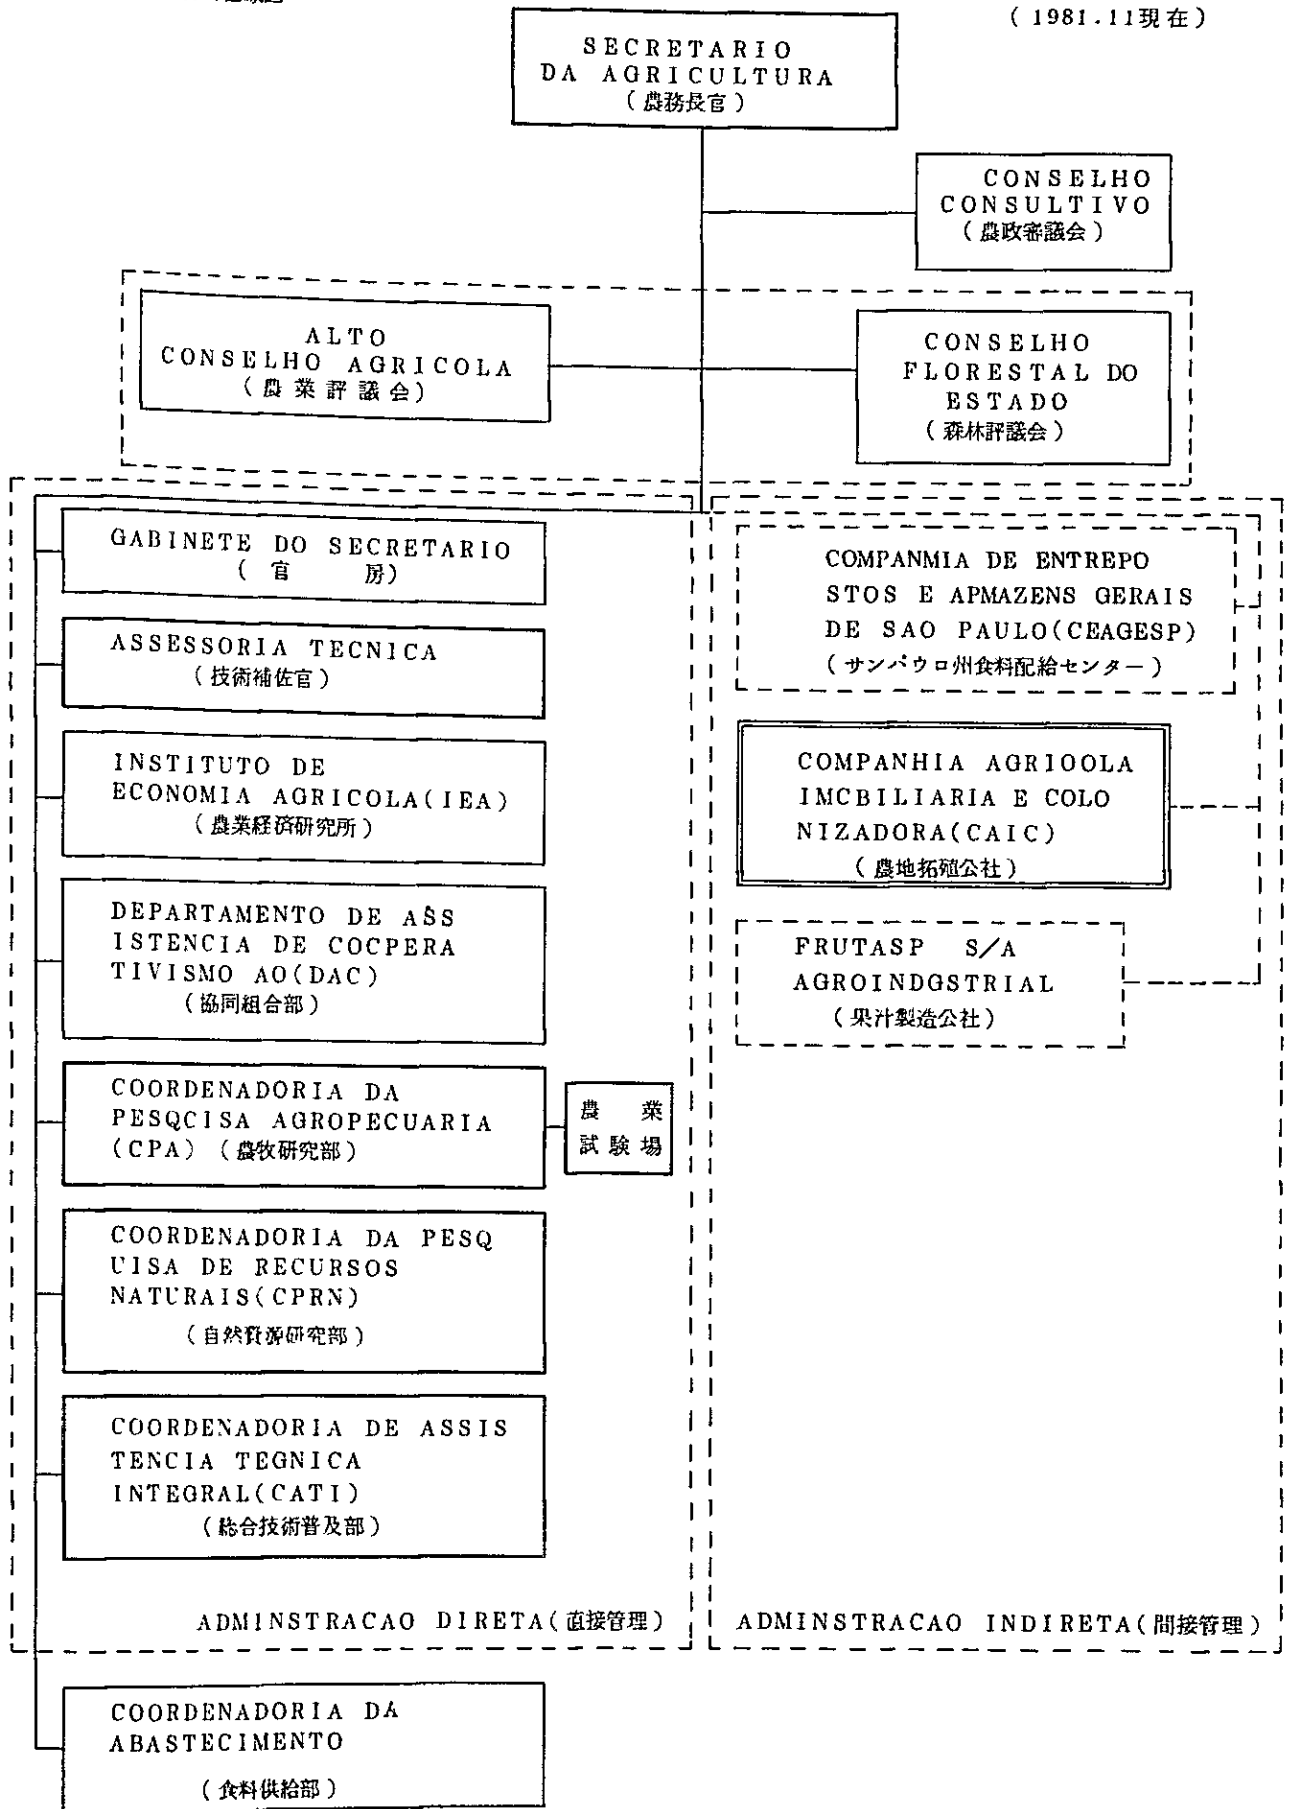 (1981.11現在)
SECRETARIO
DA AGRICULTURA
(農務長官)
CONSELHO
CONSULTIVO
(農政審議会)
ALTO
CONSELHO AGRICOLA
(農業評議会)
CONSELHO
FLORESTAL DO
ESTADO
(森林評議会)
GABINETE DO SECRETARIO
(官房)
ASSESSORIA TECNICA
(技術補佐官)
INSTITUTO DE
ECONOMIA AGRICOLA(IEA)
(農業経済研究所)
DEPARTAMENTO DE ASS
ISTENCIA DE COCPERA
TIVISMO AO(DAC)
(協同組合部)
COORDENADORIA DA
PESQCISA AGROPECUARIA
(CPA)(農牧研究部)
農業
試験場
COORDENADORIA DA PESQ
UISA DE RECURSOS
NATURAIS(CPRN)
(自然資源研究部)
COORDENADORIA DE ASSIS
TENCIA TEGNICA
INTEGRAL(CATI)
(総合技術普及部)
ADMINSTRACAO DIRETA(直接管理)
COMPANMIA DE ENTREPO
STOS E APMAZENS GERAIS
DE SAO PAULO(CEAGESP)
(サンパウロ州食料配給センター)
COMPANHIA AGRIOOLA
IMCBILIARIA E COLO
NIZADORA(CAIC)
(農地拓殖公社)
FRUTASP S/A
AGROINDGSTRIAL
(果汁製造公社)
ADMINSTRACAO INDIRETA(間接管理)
COORDENADORIA DA
ABASTECIMENTO
(食料供給部)